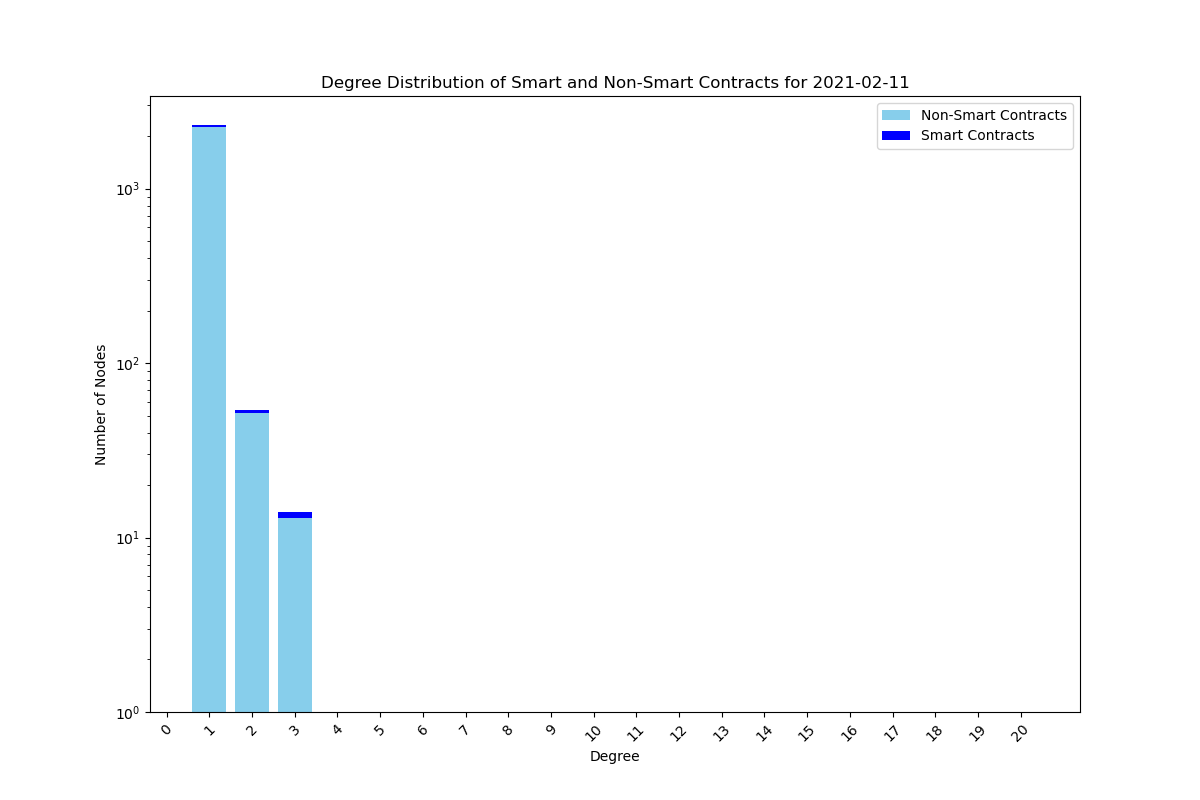 Degree Distribution of Smart and Non-Smart Contracts for 2021-02-11
Non-Smart Contracts
Smart Contracts
Number of Nodes
10³
10²
10¹
10⁰
0 1 2 3 4 5 6 7 8 9 10 11 12 13 14 15 16 17 18 19 20
Degree